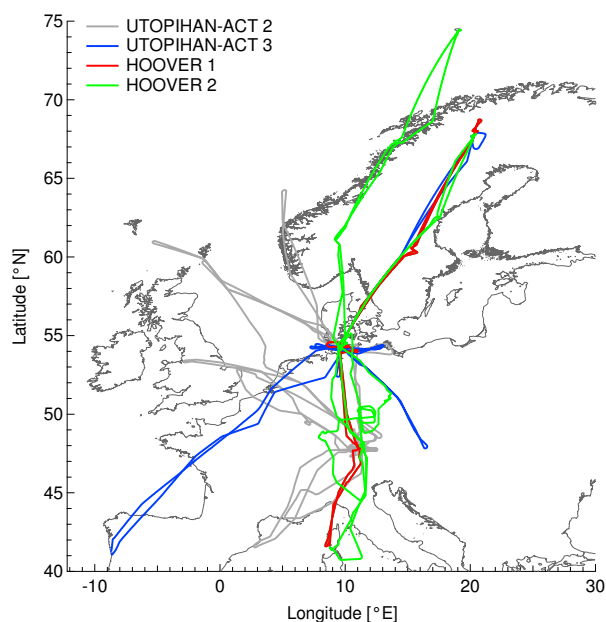 75
UTOPIHAN-ACT 2
UTOPIHAN-ACT 3
HOOVER 1
HOOVER 2
70
65
60
55
50
45
40
Latitude [°N]
-10 0 10 20 30
Longitude [°E]